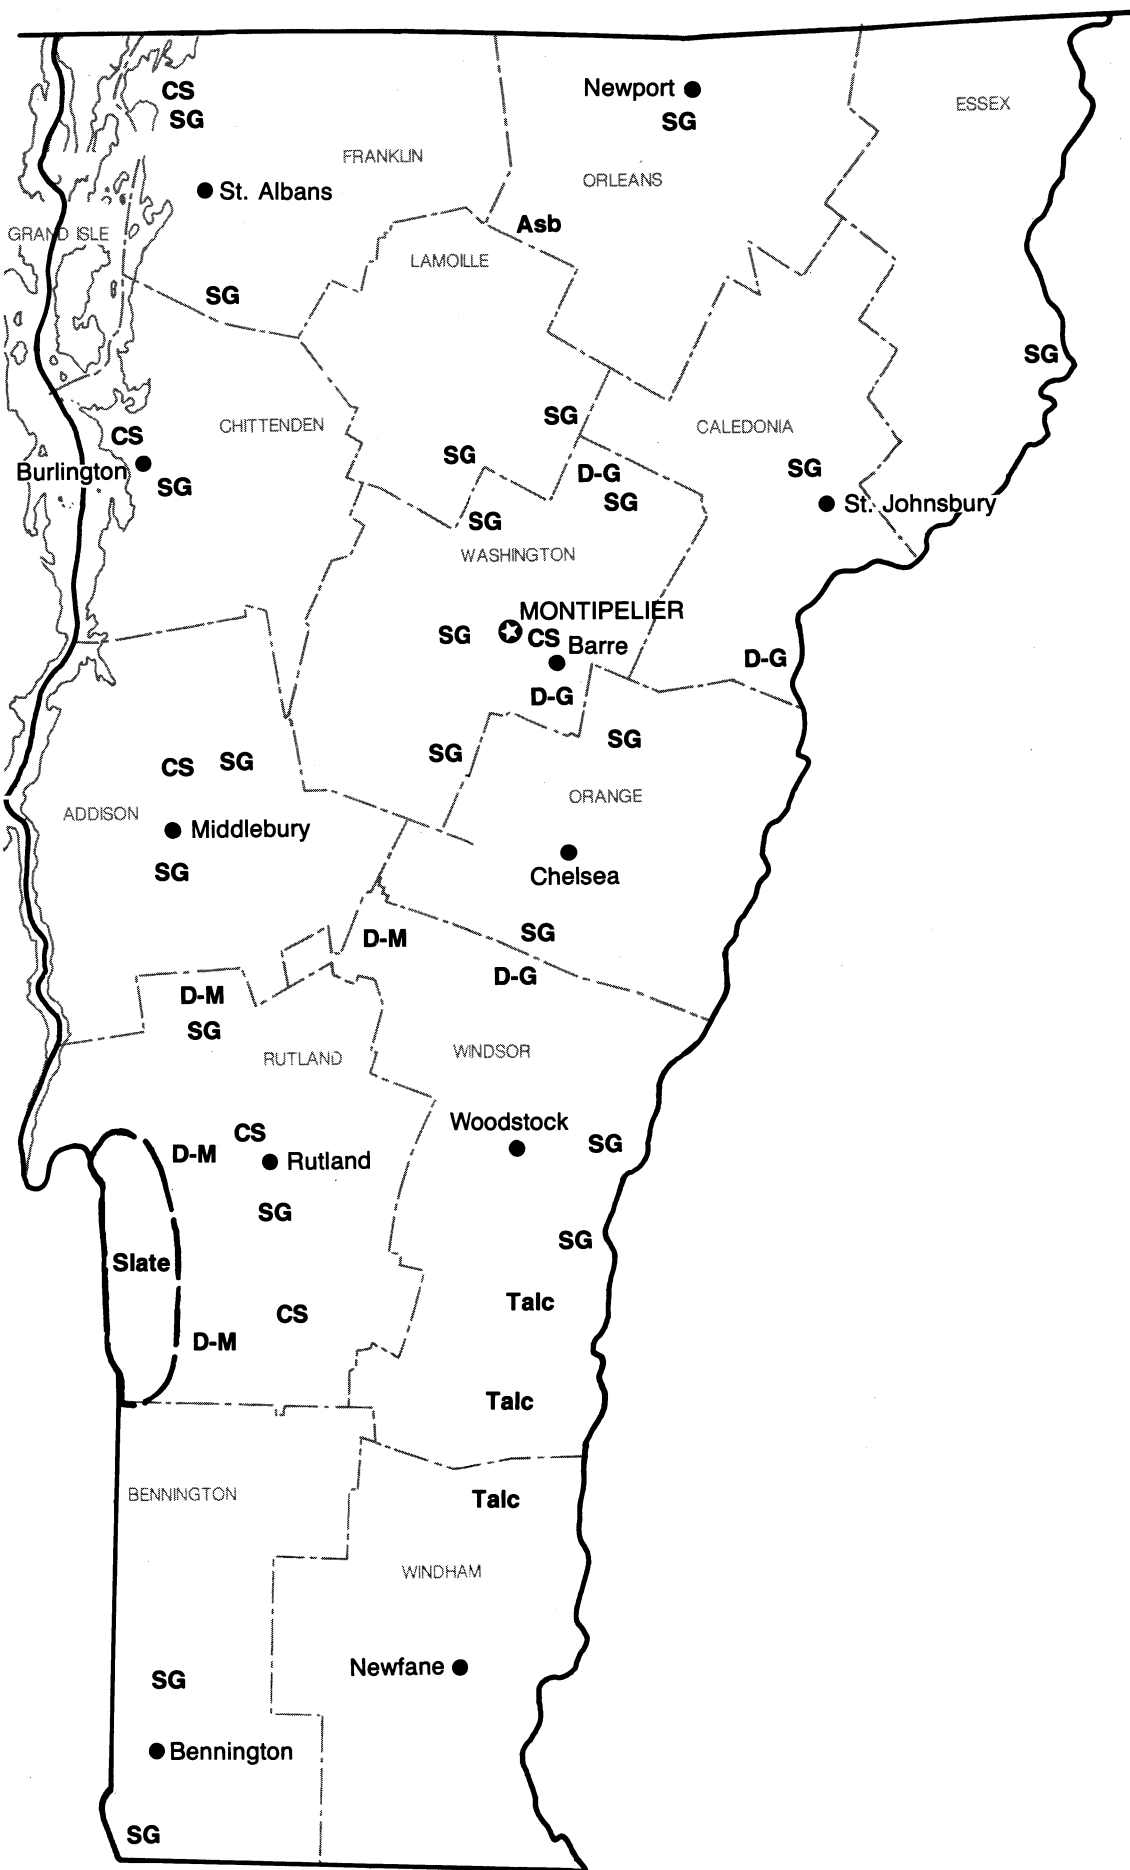 Newport
CS
ESSEX
SG
SG
FRANKLIN
ORLEANS
St. Albans
Asb
GRAND ISLE
LAMOILLE
SG
SG
SG
CHITTENDEN
CALEDONIA
CS
SG
SG
Burlington
D-G
SG
SG
St. Johnsbury
SG
WASHINGTON
MONTIPELIER
SG
CS
Barre
D-G
D-G
SG
SG
CS
SG
ORANGE
ADDISON
Middlebury
SG
Chelsea
SG
D-M
D-G
D-M
SG
WINDSOR
RUTLAND
Woodstock
CS
SG
D-M
Rutland
SG
SG
Slate
Talc
CS
D-M
Talc
BENNINGTON
Talc
WINDHAM
Newfane
SG
Bennington
SG